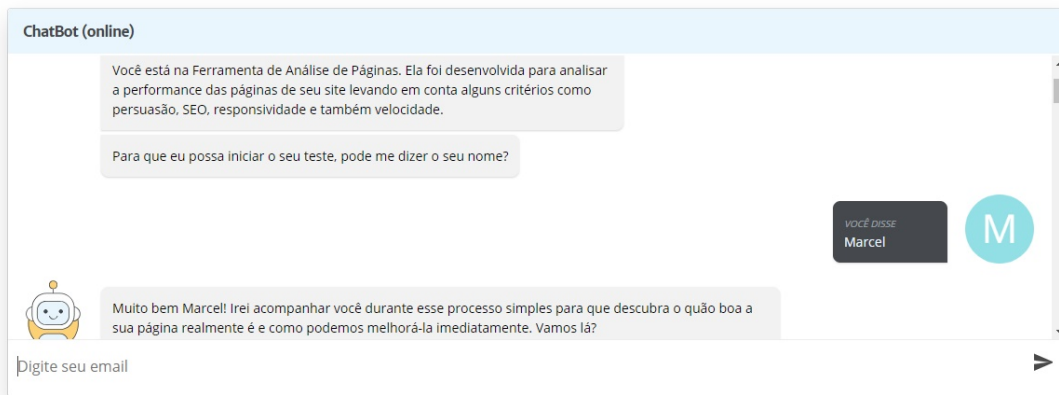 ChatBot (online)
Você está na Ferramenta de Análise de Páginas. Ela foi desenvolvida para analisar
a performance das páginas de seu site levando em conta alguns critérios como
persuasão, SEO, responsividade e também velocidade.
Para que eu possa iniciar o seu teste, pode me dizer o seu nome?
VOCÊ DISSE
Marcel
M
Muito bem Marcel! Irei acompanhar você durante esse processo simples para que descubra o quão boa a
sua página realmente é e como podemos melhorá-la imediatamente. Vamos lá?
Digite seu email